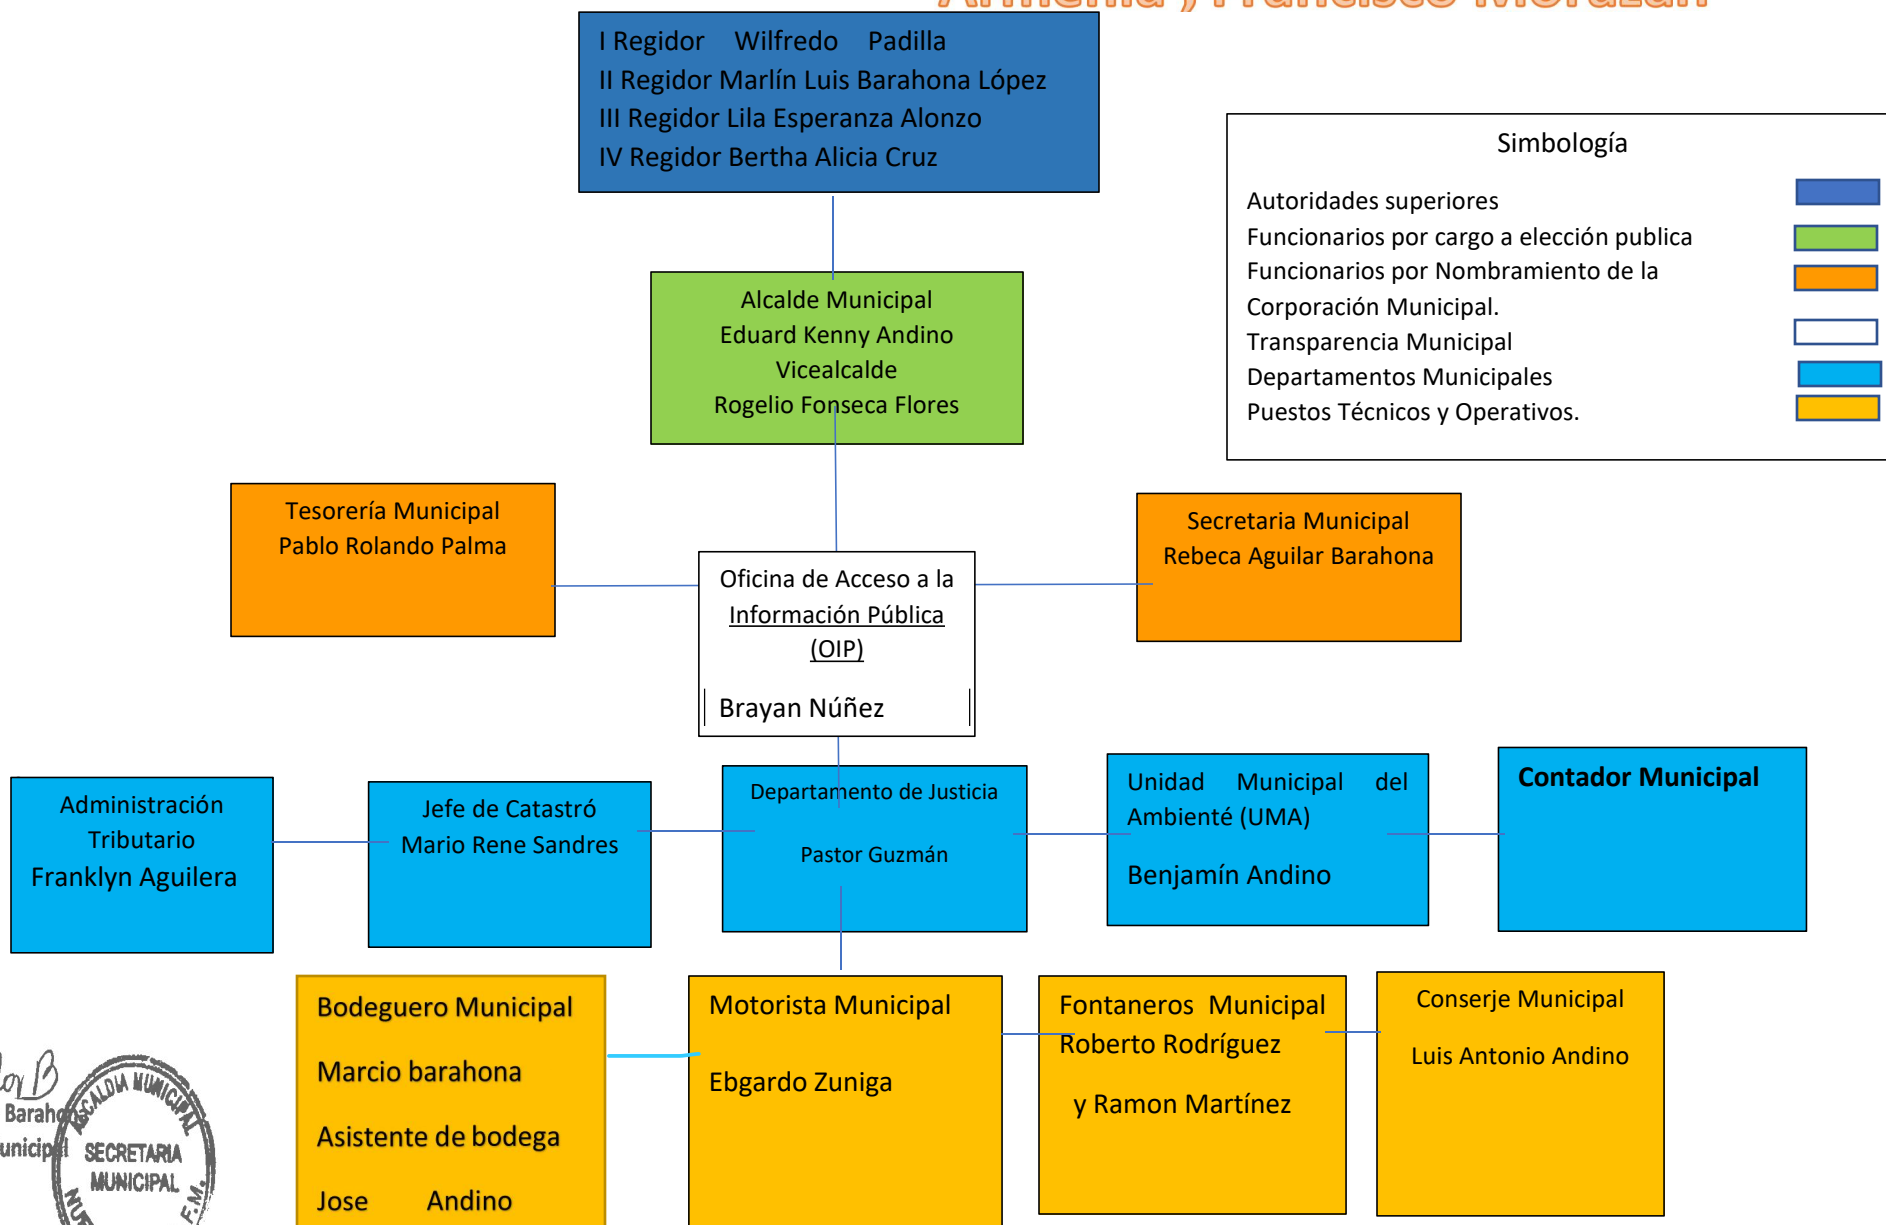 Armenia , Francisco Morazán
I Regidor Wilfredo Padilla
II Regidor Marlín Luis Barahona López
III Regidor Lila Esperanza Alonzo
IV Regidor Bertha Alicia Cruz
Simbología
Autoridades superiores
Funcionarios por cargo a elección publica
Funcionarios por Nombramiento de la
Corporación Municipal.
Transparencia Municipal
Departamentos Municipales
Puestos Técnicos y Operativos.
Alcalde Municipal
Eduard Kenny Andino
Vicealcalde
Rogelio Fonseca Flores
Tesorería Municipal
Pablo Rolando Palma
Secretaria Municipal
Rebeca Aguilar Barahona
Oficina de Acceso a la
Información Pública
(OIP)
Brayan Núñez
Administración
Tributario
Franklyn Aguilera
Jefe de Catastró
Mario Rene Sandres
Departamento de Justicia
Pastor Guzmán
Unidad Municipal del
Ambienté (UMA)
Benjamín Andino
Contador Municipal
Bodeguero Municipal
Marcio barahona
Asistente de bodega
Jose Andino
Motorista Municipal
Ebgardo Zuniga
Fontaneros Municipal
Roberto Rodríguez
y Ramon Martínez
Conserje Municipal
Luis Antonio Andino
ALCALDIA MUNICIPAL
SECRETARIA
MUNICIPAL
F.M.